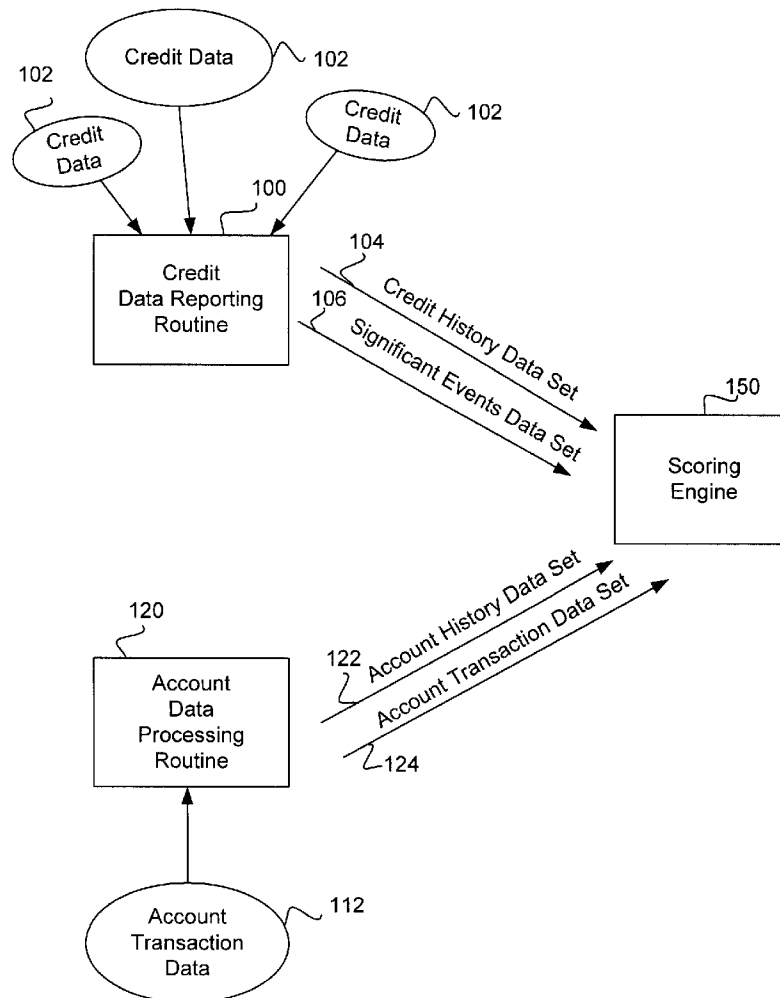 Credit Data
102
102
Credit
Data
Credit
Data
102
100
Credit
Data Reporting
Routine
104
Credit History Data Set
106
Significant Events Data Set
150
Scoring
Engine
120
Account
Data
Processing
Routine
122
Account History Data Set
Account Transaction Data Set
124
Account
Transaction
Data
112